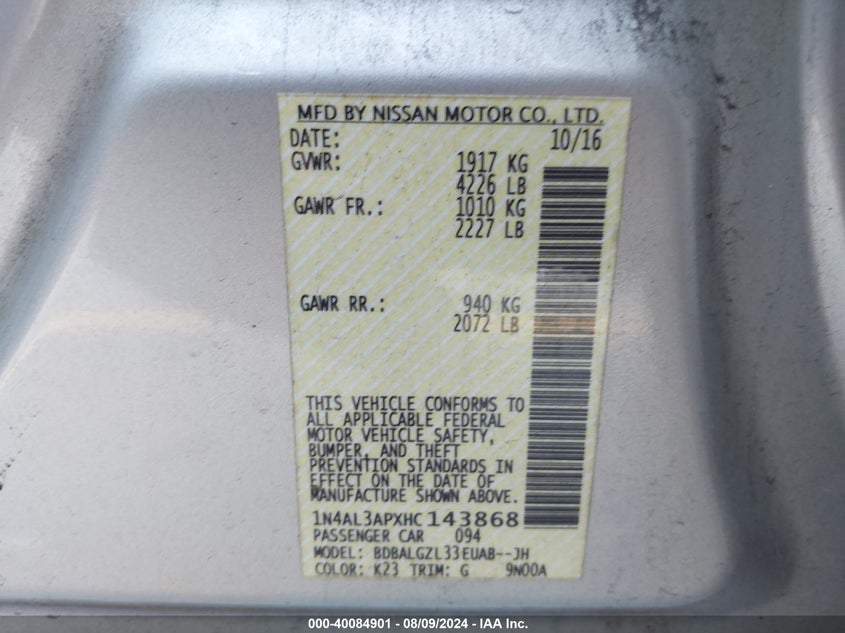 MFD BY NISSAN MOTOR CO., LTD.
DATE: 10/16
GVWR: 1917 KG
4226 LB
GAWR FR.: 1010 KG
2227 LB
GAWR RR.: 940 KG
2072 LB
THIS VEHICLE CONFORMS TO
ALL APPLICABLE FEDERAL
MOTOR VEHICLE SAFETY,
BUMPER, AND THEFT
PREVENTION STANDARDS IN
EFFECT ON THE DATE OF
MANUFACTURE SHOWN ABOVE.
1N4AL3APXHC143868
PASSENGER CAR 094
MODEL: BDBALGZL33EUAB--JH
COLOR: K23 TRIM: G 9N00A
000-40084901 - 08/09/2024 - IAA Inc.